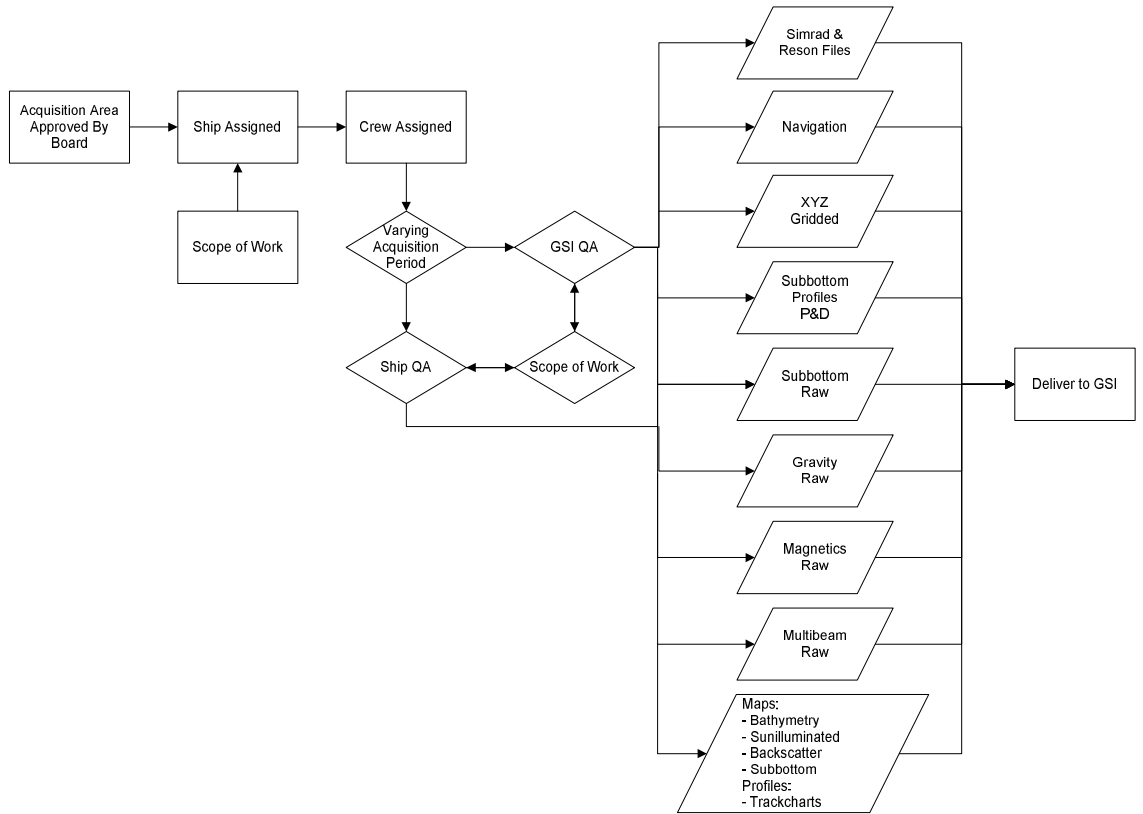 Simrad &
Reson Files
Acquisition Area
Approved By
Board
Ship Assigned
Crew Assigned
Navigation
Scope of Work
Varying
Acquisition
Period
GSI QA
XYZ
Gridded
Subbottom
Profiles
P&D
Ship QA
Scope of Work
Subbottom
Raw
Deliver to GSI
Gravity
Raw
Magnetics
Raw
Multibeam
Raw
Maps:
- Bathymetry
- Sunilluminated
- Backscatter
- Subbottom
Profiles:
- Trackcharts